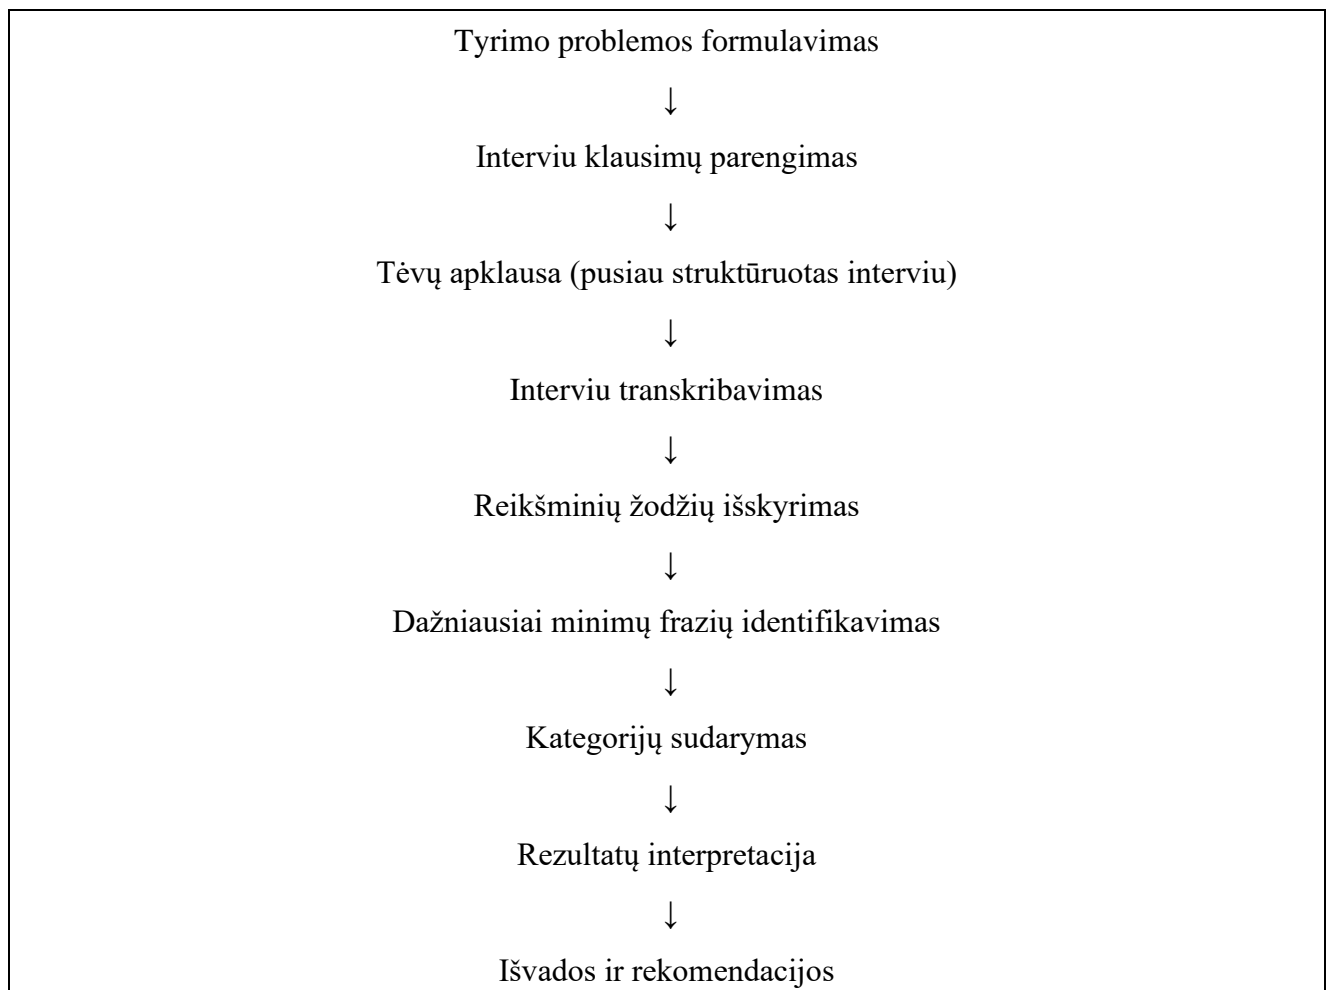 Tyrimo problemos formulavimas
↓
Interviu klausimų parengimas
↓
Tėvų apklausa (pusiau struktūruotas interviu)
↓
Interviu transkribavimas
↓
Reikšminių žodžių išskyrimas
↓
Dažniausiai minimų frazių identifikavimas
↓
Kategorijų sudarymas
↓
Rezultatų interpretacija
↓
Išvados ir rekomendacijos